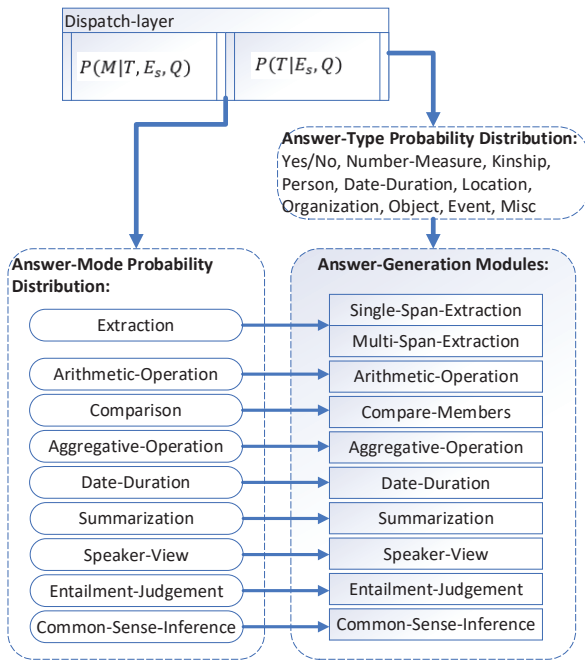 Dispatch-layer
P(M|T, E_s, Q)
P(T|E_s, Q)
Answer-Type Probability Distribution:
Yes/No, Number-Measure, Kinship,
Person, Date-Duration, Location,
Organization, Object, Event, Misc
Answer-Mode Probability
Distribution:
Extraction
Arithmetic-Operation
Comparison
Aggregative-Operation
Date-Duration
Summarization
Speaker-View
Entailment-Judgement
Common-Sense-Inference
Answer-Generation Modules:
Single-Span-Extraction
Multi-Span-Extraction
Arithmetic-Operation
Compare-Members
Aggregative-Operation
Date-Duration
Summarization
Speaker-View
Entailment-Judgement
Common-Sense-Inference